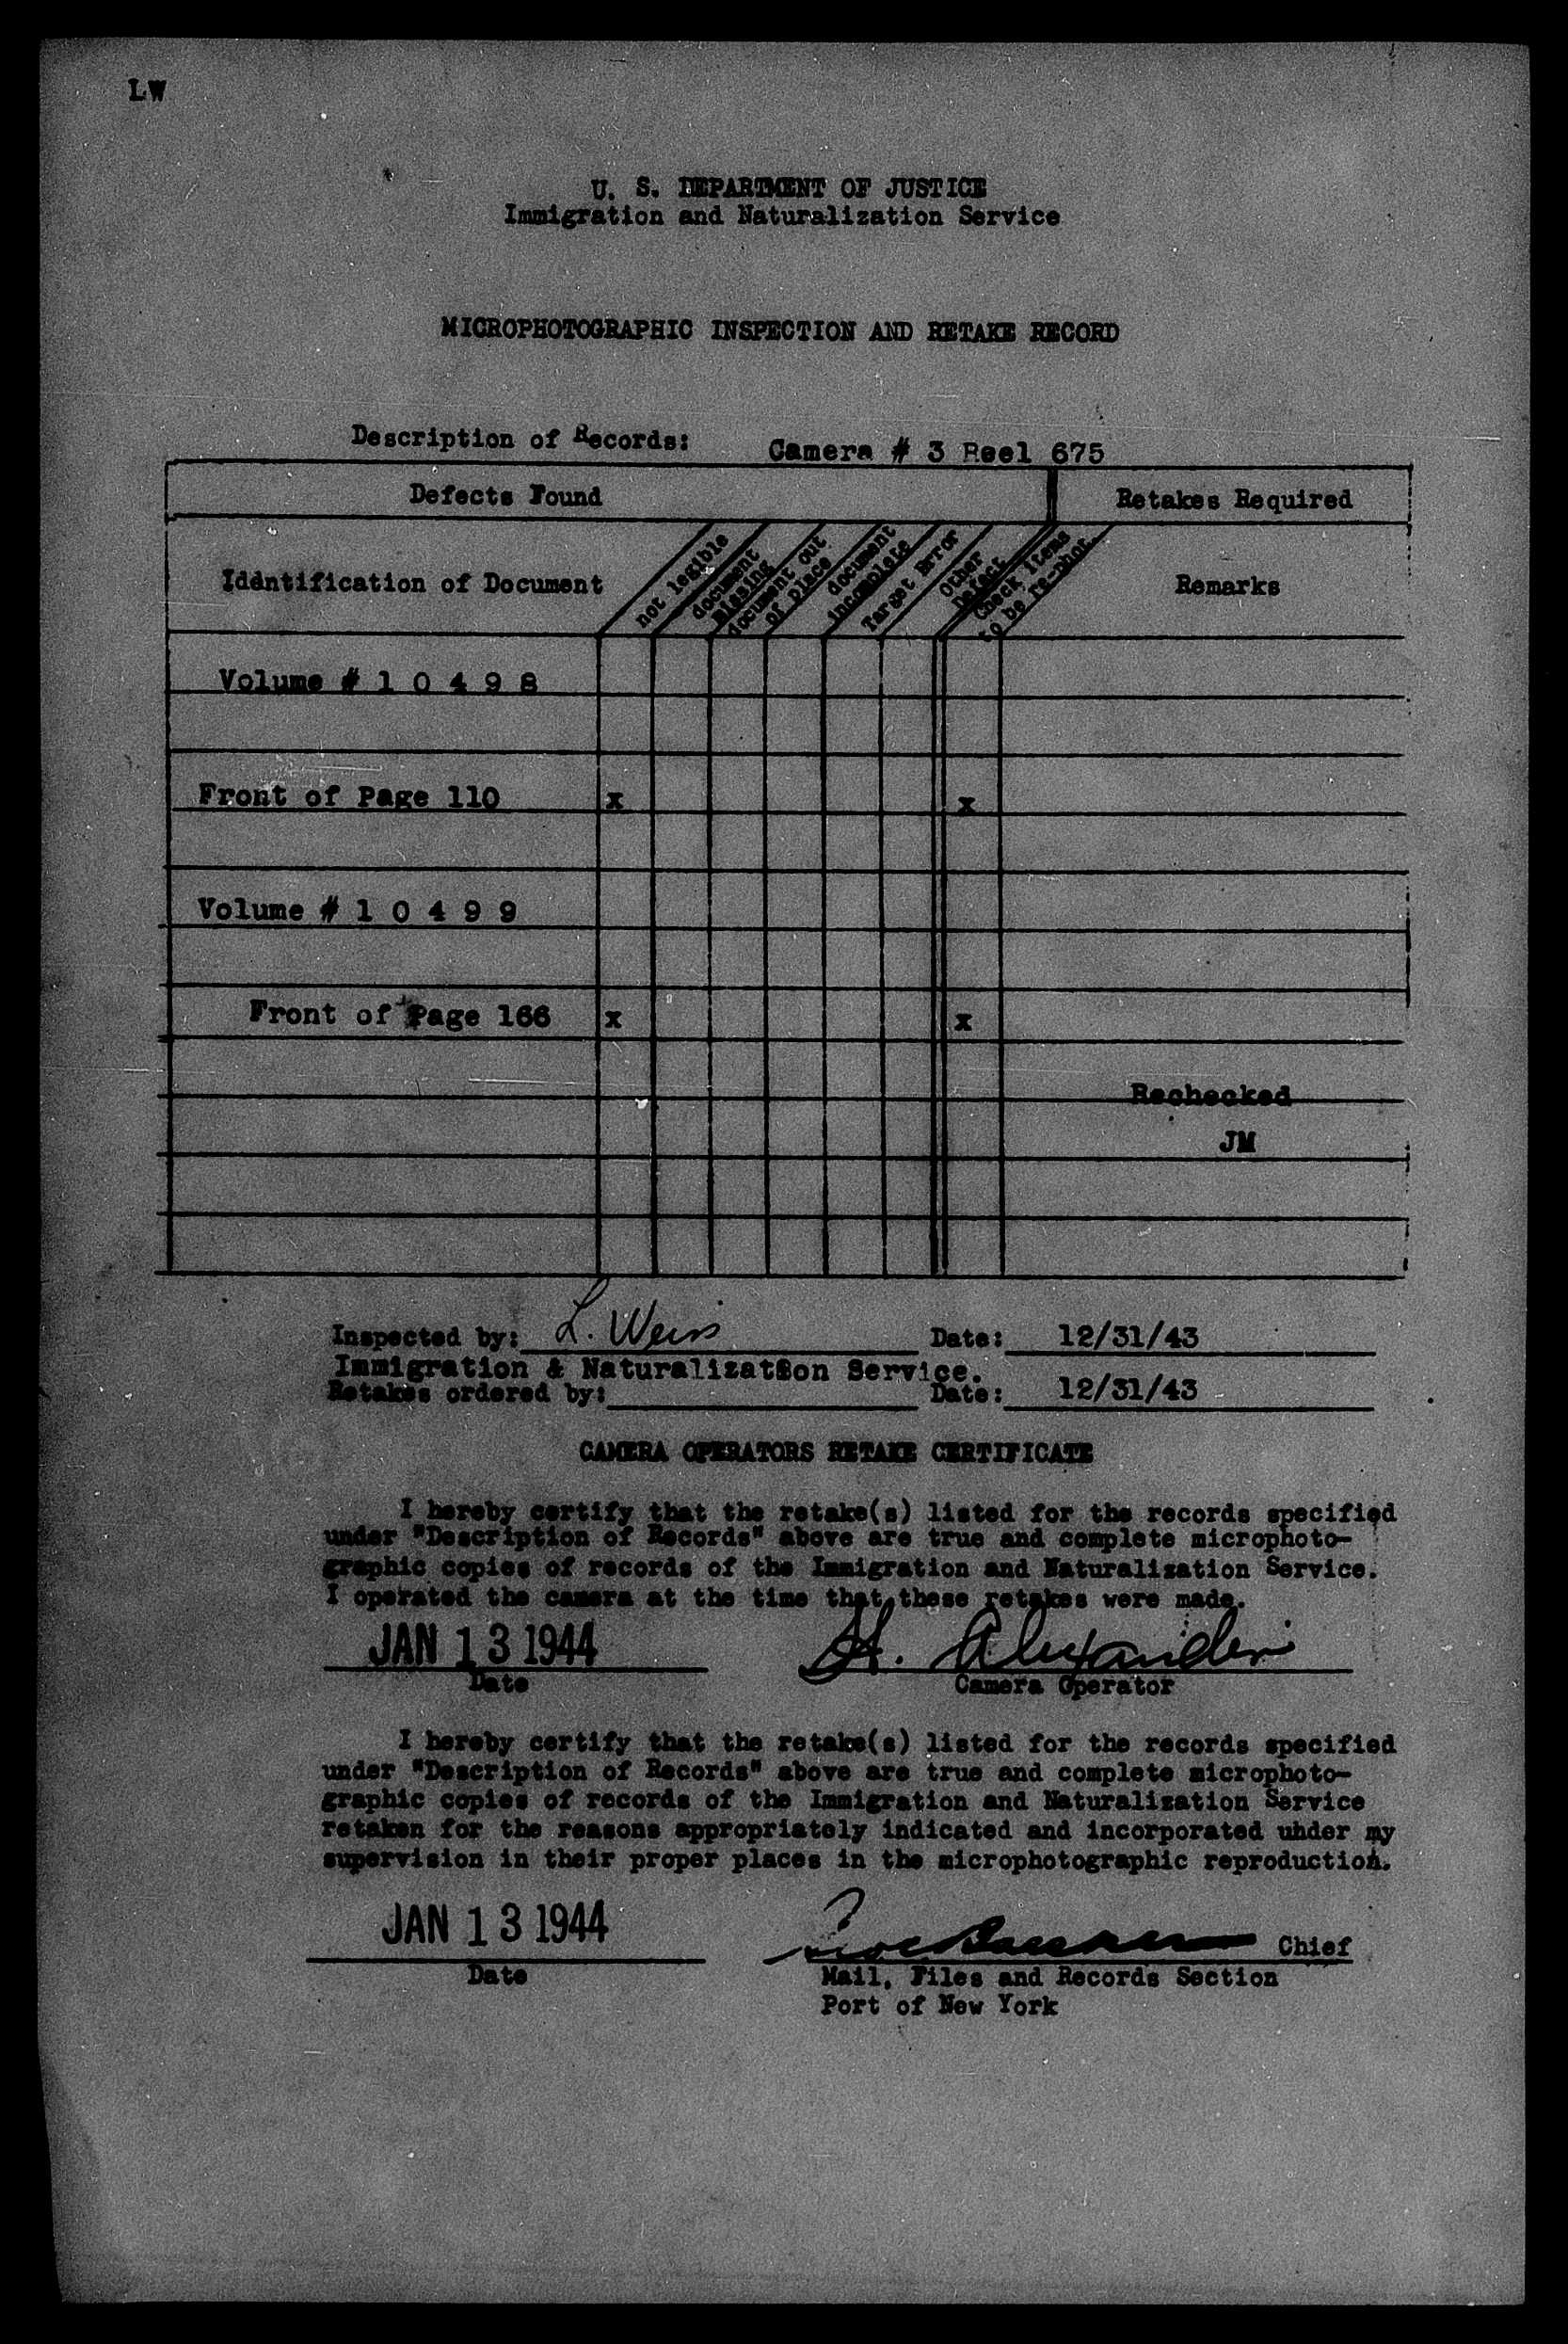 LW
U. S. DEPARTMENT OF JUSTICE
Immigration and Naturalization Service
MICROPHOTOGRAPHIC INSPECTION AND RETAKE RECORD
Description of Records: Camera # 3 Reel 675
Defects Found Retakes Required
Identification of Document
not legible
document
missing
document out
of place
document
incomplete
Target Error
Other
Defect
Check items
to be re-phot.
Remarks
Volume # 1 0 4 9 8
Front of Page 110 x x
Volume # 1 0 4 9 9
Front of Page 166 x x
Rechecked
JM
Inspected by: L. Weiss Date: 12/31/43
Immigration & Naturalization Service.
Retakes ordered by: Date: 12/31/43
CAMERA OPERATORS RETAKE CERTIFICATE
I hereby certify that the retake(s) listed for the records specified
under "Description of Records" above are true and complete microphoto-
graphic copies of records of the Immigration and Naturalization Service.
I operated the camera at the time that these retakes were made.
JAN 13 1944 H. Alexander
Date Camera Operator
I hereby certify that the retake(s) listed for the records specified
under "Description of Records" above are true and complete microphoto-
graphic copies of records of the Immigration and Naturalization Service
retaken for the reasons appropriately indicated and incorporated uhder my
supervision in their proper places in the microphotographic reproduction.
JAN 13 1944 Chief
Date Mail, Files and Records Section
Port of New York